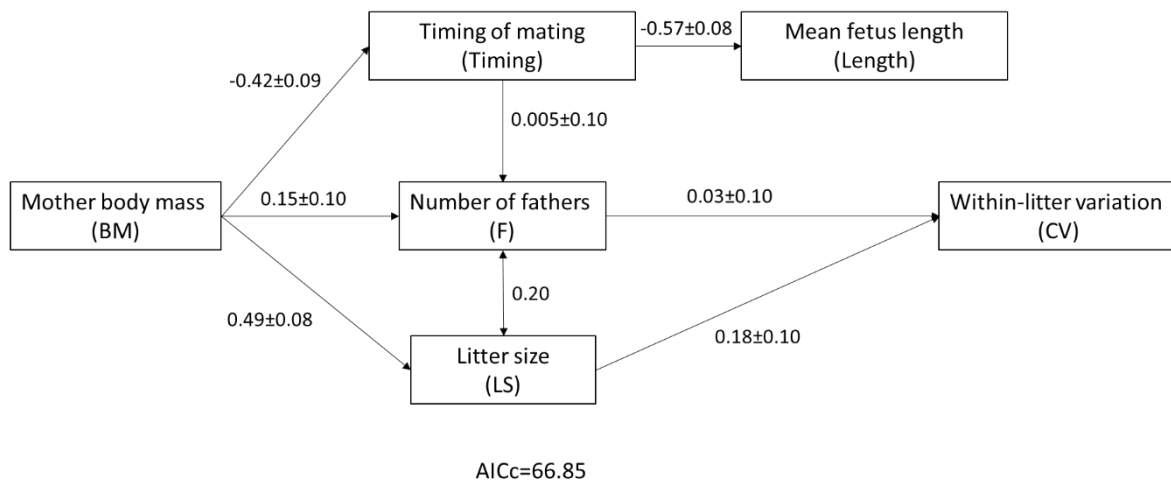 Timing of mating
(Timing)
-0.57±0.08
Mean fetus length
(Length)
-0.42±0.09
0.005±0.10
Mother body mass
(BM)
0.15±0.10
Number of fathers
(F)
0.03±0.10
Within-litter variation
(CV)
0.20
0.49±0.08
0.18±0.10
Litter size
(LS)
AICc=66.85